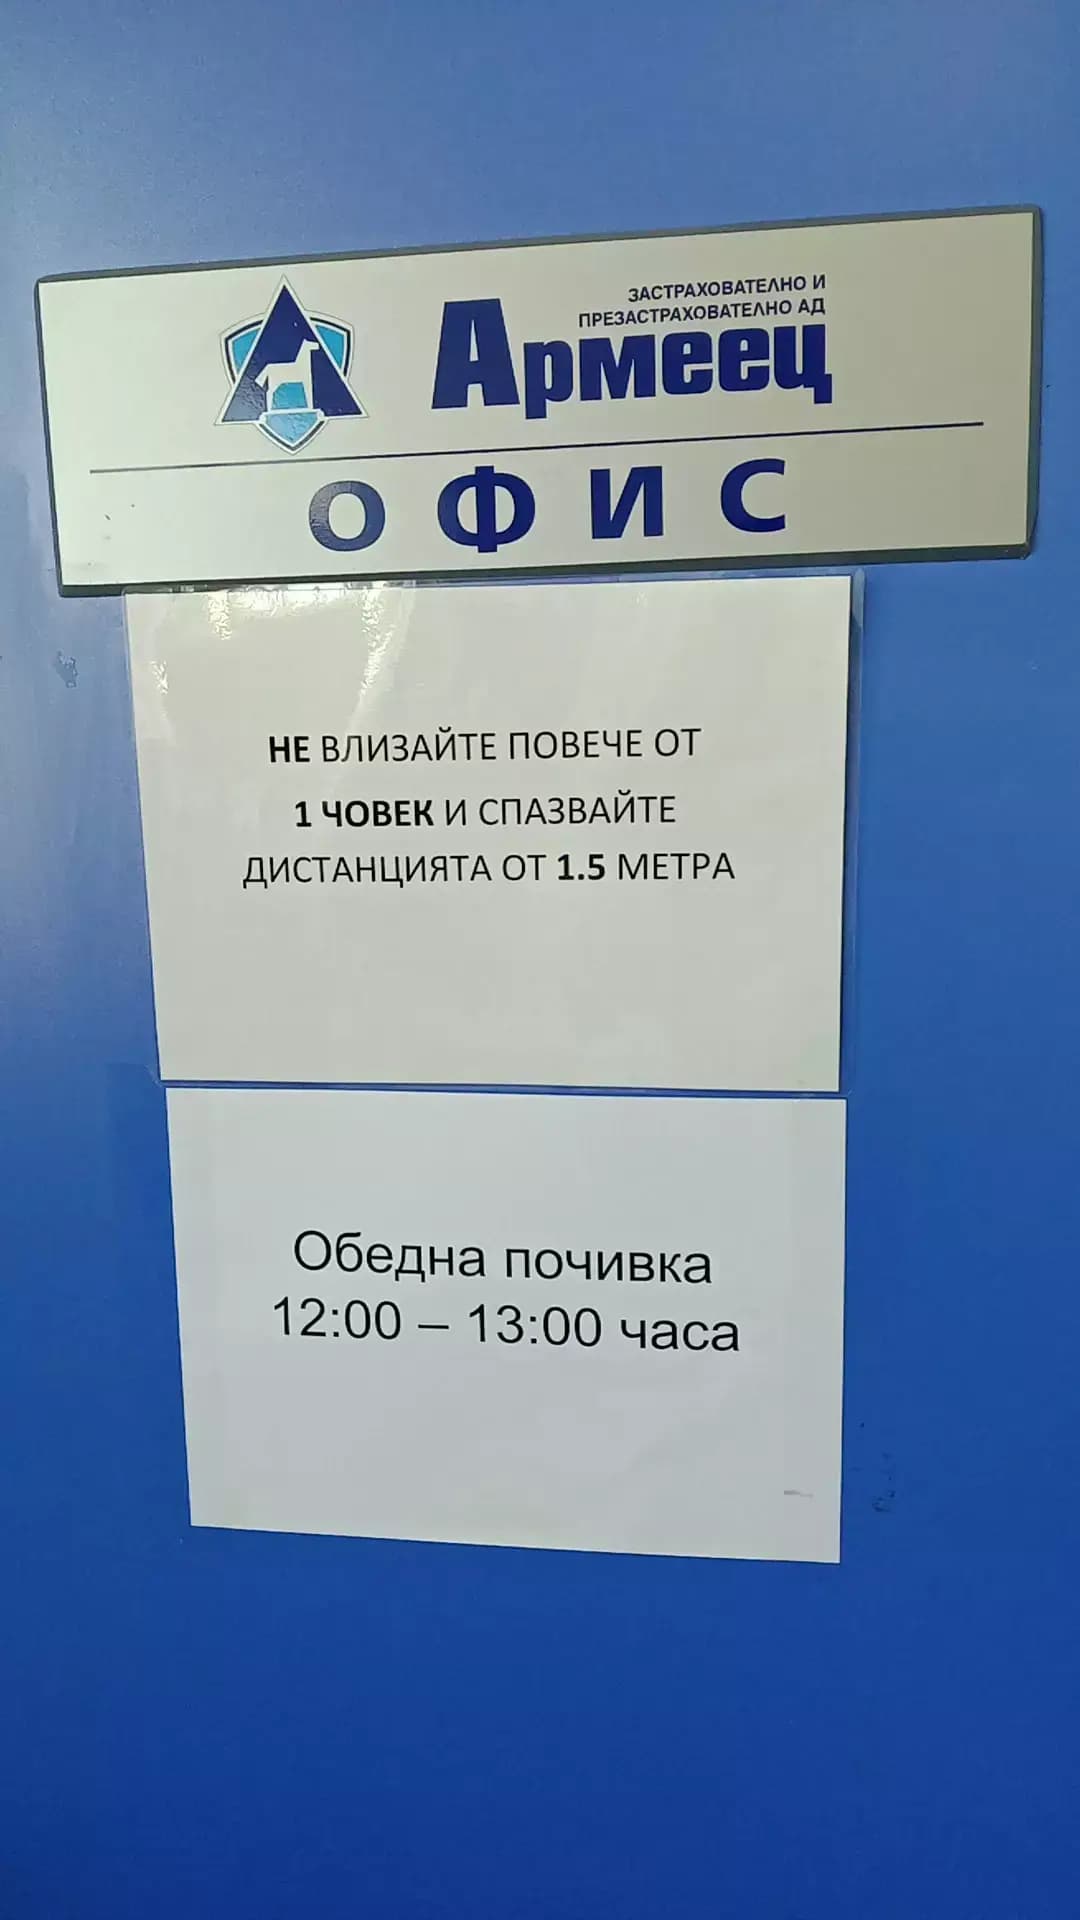 ЗАСТРАХОВАТЕЛНО И
ПРЕЗАСТРАХОВАТЕЛНО АД
Армеец
ОФИС
НЕ ВЛИЗАЙТЕ ПОВЕЧЕ ОТ
1 ЧОВЕК И СПАЗВАЙТЕ
ДИСТАНЦИЯТА ОТ 1.5 МЕТРА
Обедна почивка
12:00 – 13:00 часа